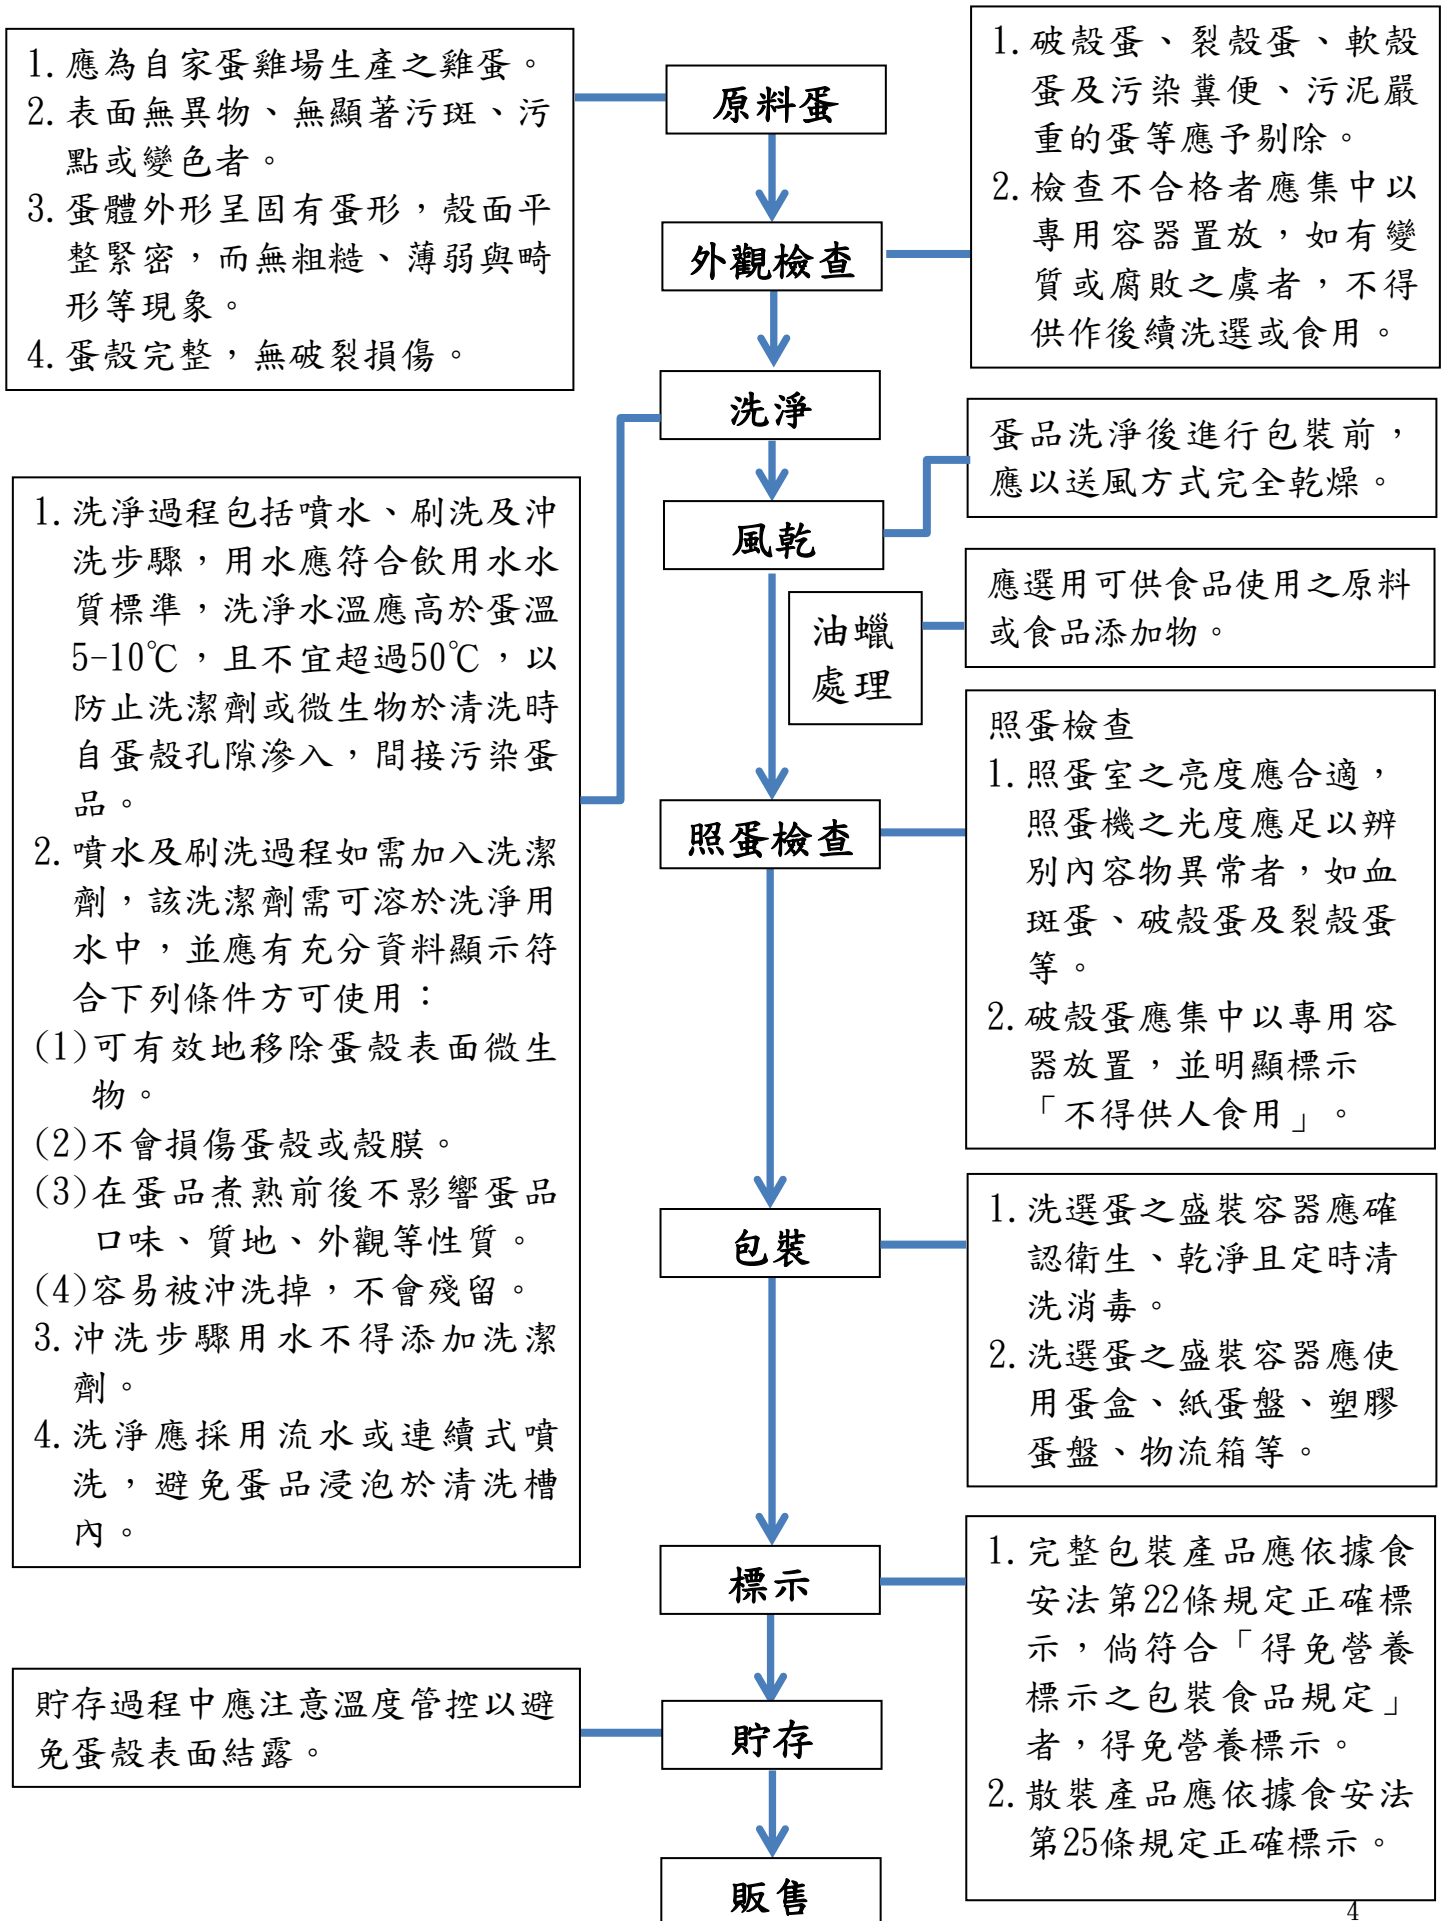 原料蛋
1.應為自家蛋雞場生產之雞蛋。
2.表面無異物、無顯著污斑、污
點或變色者。
3.蛋體外形呈固有蛋形，殼面平
整緊密，而無粗糙、薄弱與畸
形等現象。
4.蛋殼完整，無破裂損傷。
外觀檢查
1.破殼蛋、裂殼蛋、軟殼
蛋及污染糞便、污泥嚴
重的蛋等應予剔除。
2.檢查不合格者應集中以
專用容器置放，如有變
質或腐敗之虞者，不得
供作後續洗選或食用。
洗淨
1.洗淨過程包括噴水、刷洗及沖
洗步驟，用水應符合飲用水水
質標準，洗淨水溫應高於蛋溫
5-10℃，且不宜超過50℃，以
防止洗潔劑或微生物於清洗時
自蛋殼孔隙滲入，間接污染蛋
品。
2.噴水及刷洗過程如需加入洗潔
劑，該洗潔劑需可溶於洗淨用
水中，並應有充分資料顯示符
合下列條件方可使用：
(1)可有效地移除蛋殼表面微生
物。
(2)不會損傷蛋殼或殼膜。
(3)在蛋品煮熟前後不影響蛋品
口味、質地、外觀等性質。
(4)容易被沖洗掉，不會殘留。
3.沖洗步驟用水不得添加洗潔
劑。
4.洗淨應採用流水或連續式噴
洗，避免蛋品浸泡於清洗槽
內。
風乾
蛋品洗淨後進行包裝前，
應以送風方式完全乾燥。
油蠟
處理
應選用可供食品使用之原料
或食品添加物。
照蛋檢查
照蛋檢查
1.照蛋室之亮度應合適，
照蛋機之光度應足以辨
別內容物異常者，如血
斑蛋、破殼蛋及裂殼蛋
等。
2.破殼蛋應集中以專用容
器放置，並明顯標示
「不得供人食用」。
包裝
1.洗選蛋之盛裝容器應確
認衛生、乾淨且定時清
洗消毒。
2.洗選蛋之盛裝容器應使
用蛋盒、紙蛋盤、塑膠
蛋盤、物流箱等。
標示
1.完整包裝產品應依據食
安法第22條規定正確標
示，倘符合「得免營養
標示之包裝食品規定」
者，得免營養標示。
2.散裝產品應依據食安法
第25條規定正確標示。
貯存
貯存過程中應注意溫度管控以避
免蛋殼表面結露。
販售
4